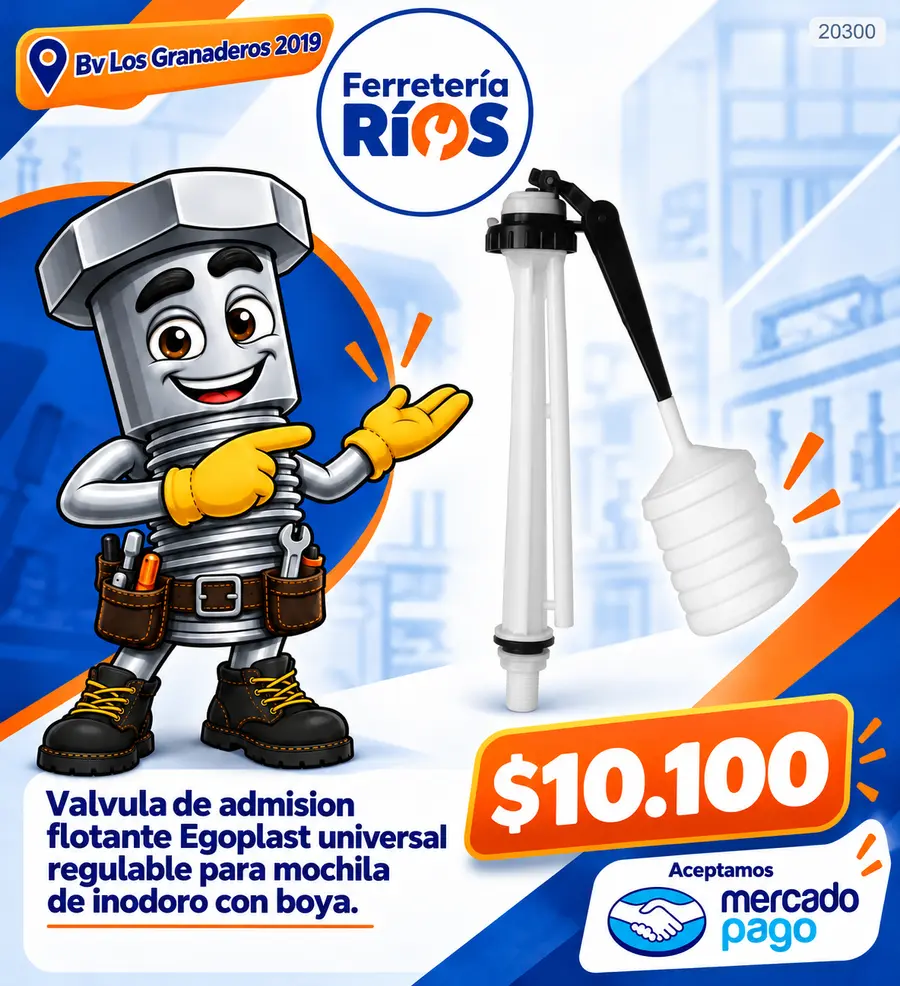 Bv Los Granaderos 2019
20300
Ferretería
Ríos
Valvula de admision
flotante Egoplast universal
regulable para mochila
de inodoro con boya.
$10.100
Aceptamos
mercado
pago